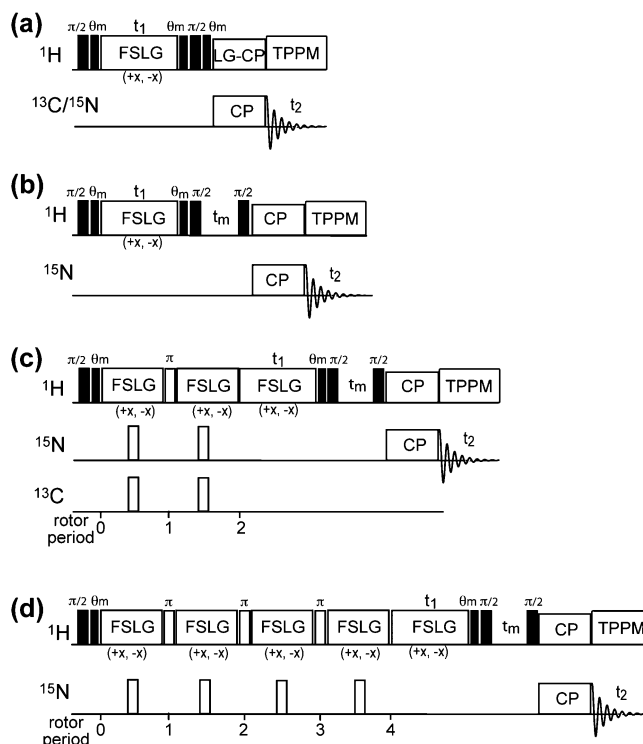 (a)
π/2 θm t1 θm π/2 θm
1H FSLG LG-CP TPPM
(+x, -x)
13C/15N CP t2
(b)
π/2 θm t1 θm π/2 π/2
1H FSLG tm CP TPPM
(+x, -x)
15N CP t2
(c)
π/2 θm π t1 θm π/2 π/2
1H FSLG FSLG FSLG tm CP TPPM
(+x, -x) (+x, -x) (+x, -x)
15N CP t2
13C
rotor period 0 1 2
(d)
π/2 θm π π π t1 θm π/2 π/2
1H FSLG FSLG FSLG FSLG FSLG tm CP TPPM
(+x, -x) (+x, -x) (+x, -x) (+x, -x) (+x, -x)
15N CP t2
rotor period 0 1 2 3 4